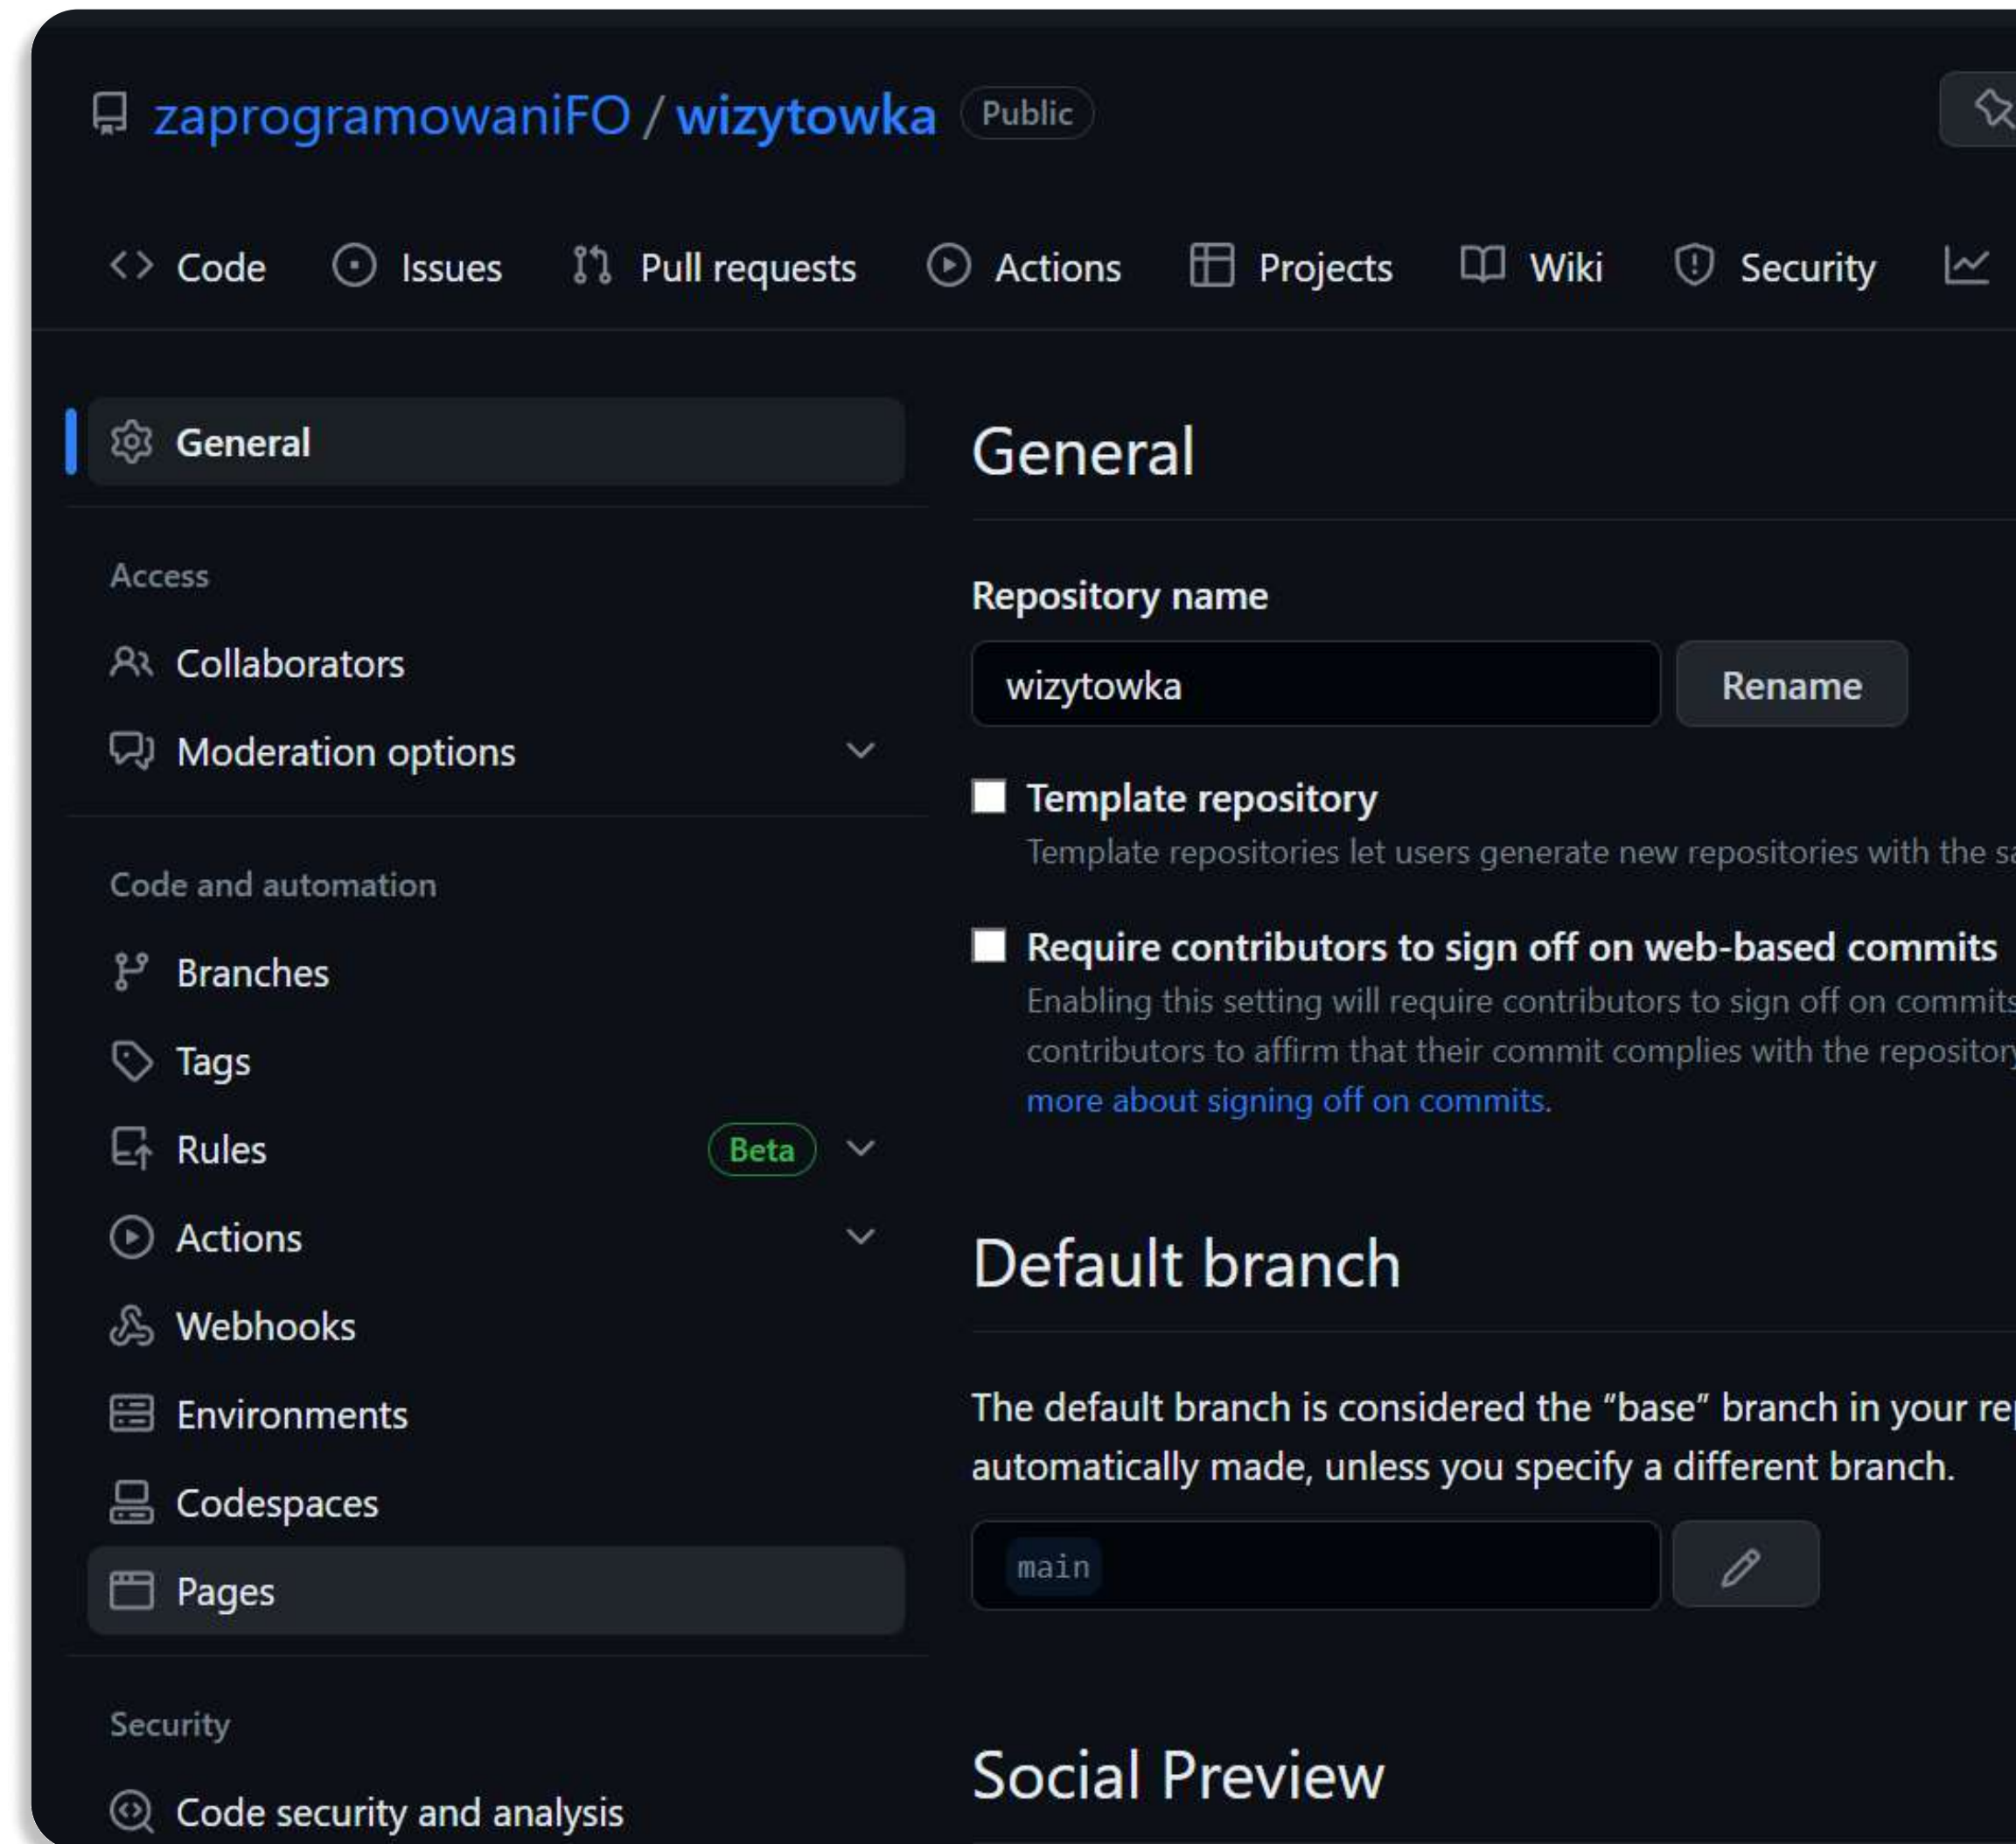 zaprogramowaniFO / wizytowka Public
Code Issues Pull requests Actions Projects Wiki Security
General
Access
Collaborators
Moderation options
Code and automation
Branches
Tags
Rules Beta
Actions
Webhooks
Environments
Codespaces
Pages
Security
Code security and analysis
General
Repository name
wizytowka Rename
Template repository
Template repositories let users generate new repositories with the
Require contributors to sign off on web-based commits
Enabling this setting will require contributors to sign off on commits
contributors to affirm that their commit complies with the repository
more about signing off on commits.
Default branch
The default branch is considered the “base” branch in your
automatically made, unless you specify a different branch.
main
Social Preview